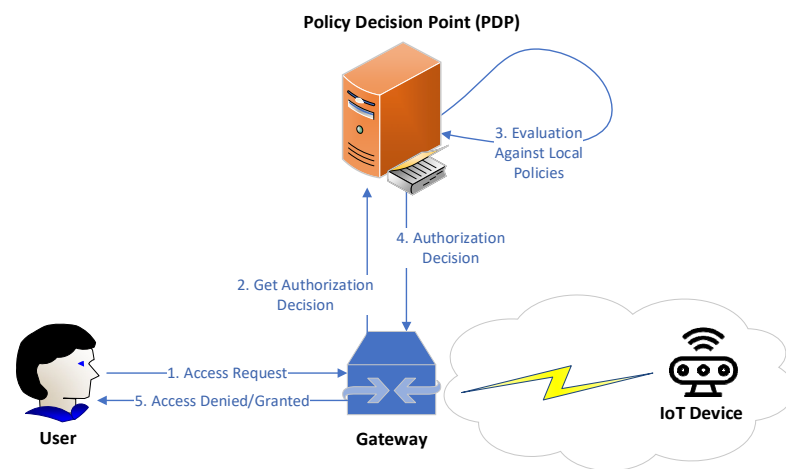 Policy Decision Point (PDP)
3. Evaluation
Against Local
Policies
4. Authorization
Decision
2. Get Authorization
Decision
1. Access Request
5. Access Denied/Granted
User
Gateway
IoT Device